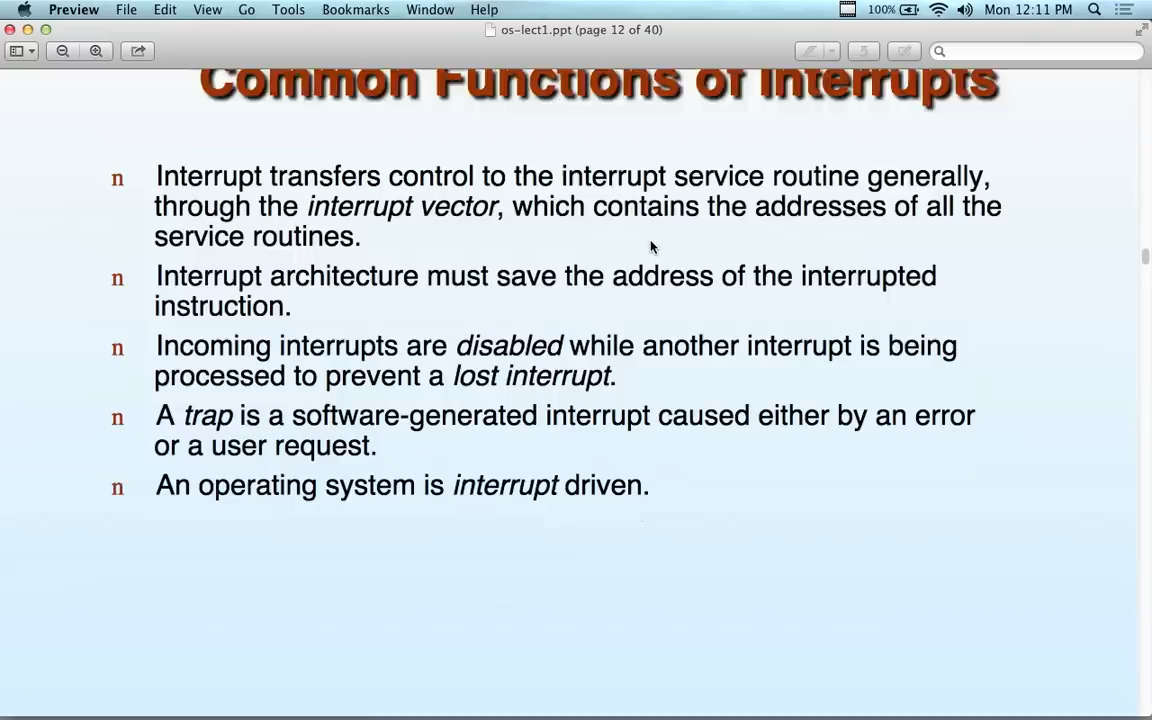 Preview File Edit View Go Tools Bookmarks Window Help 100% Mon 12:11 PM
os-lect1.ppt (page 12 of 40)
Common Functions of Interrupts
n Interrupt transfers control to the interrupt service routine generally,
through the interrupt vector, which contains the addresses of all the
service routines.
n Interrupt architecture must save the address of the interrupted
instruction.
n Incoming interrupts are disabled while another interrupt is being
processed to prevent a lost interrupt.
n A trap is a software-generated interrupt caused either by an error
or a user request.
n An operating system is interrupt driven.